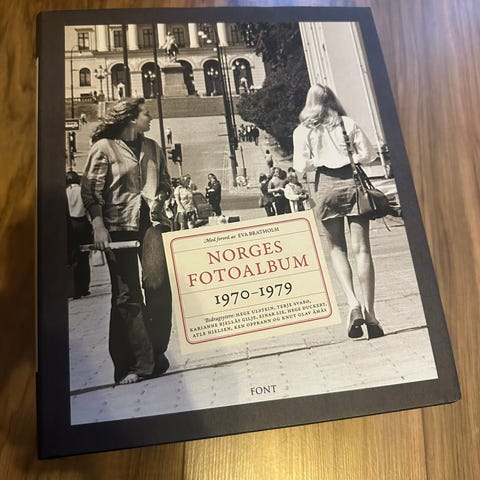 Med forord av EVA BRATHOLM
NORGES
FOTOALBUM
1970–1979
Bidragsytere: HEGE ULSTEIN, TERJE SVABØ,
KARIANNE BJELLÅS GILJE, EINAR LIE, HEGE DUCKERT,
ATLE NIELSEN, KEN OPPRANN OG KNUT OLAV ÅMÅS
FONT